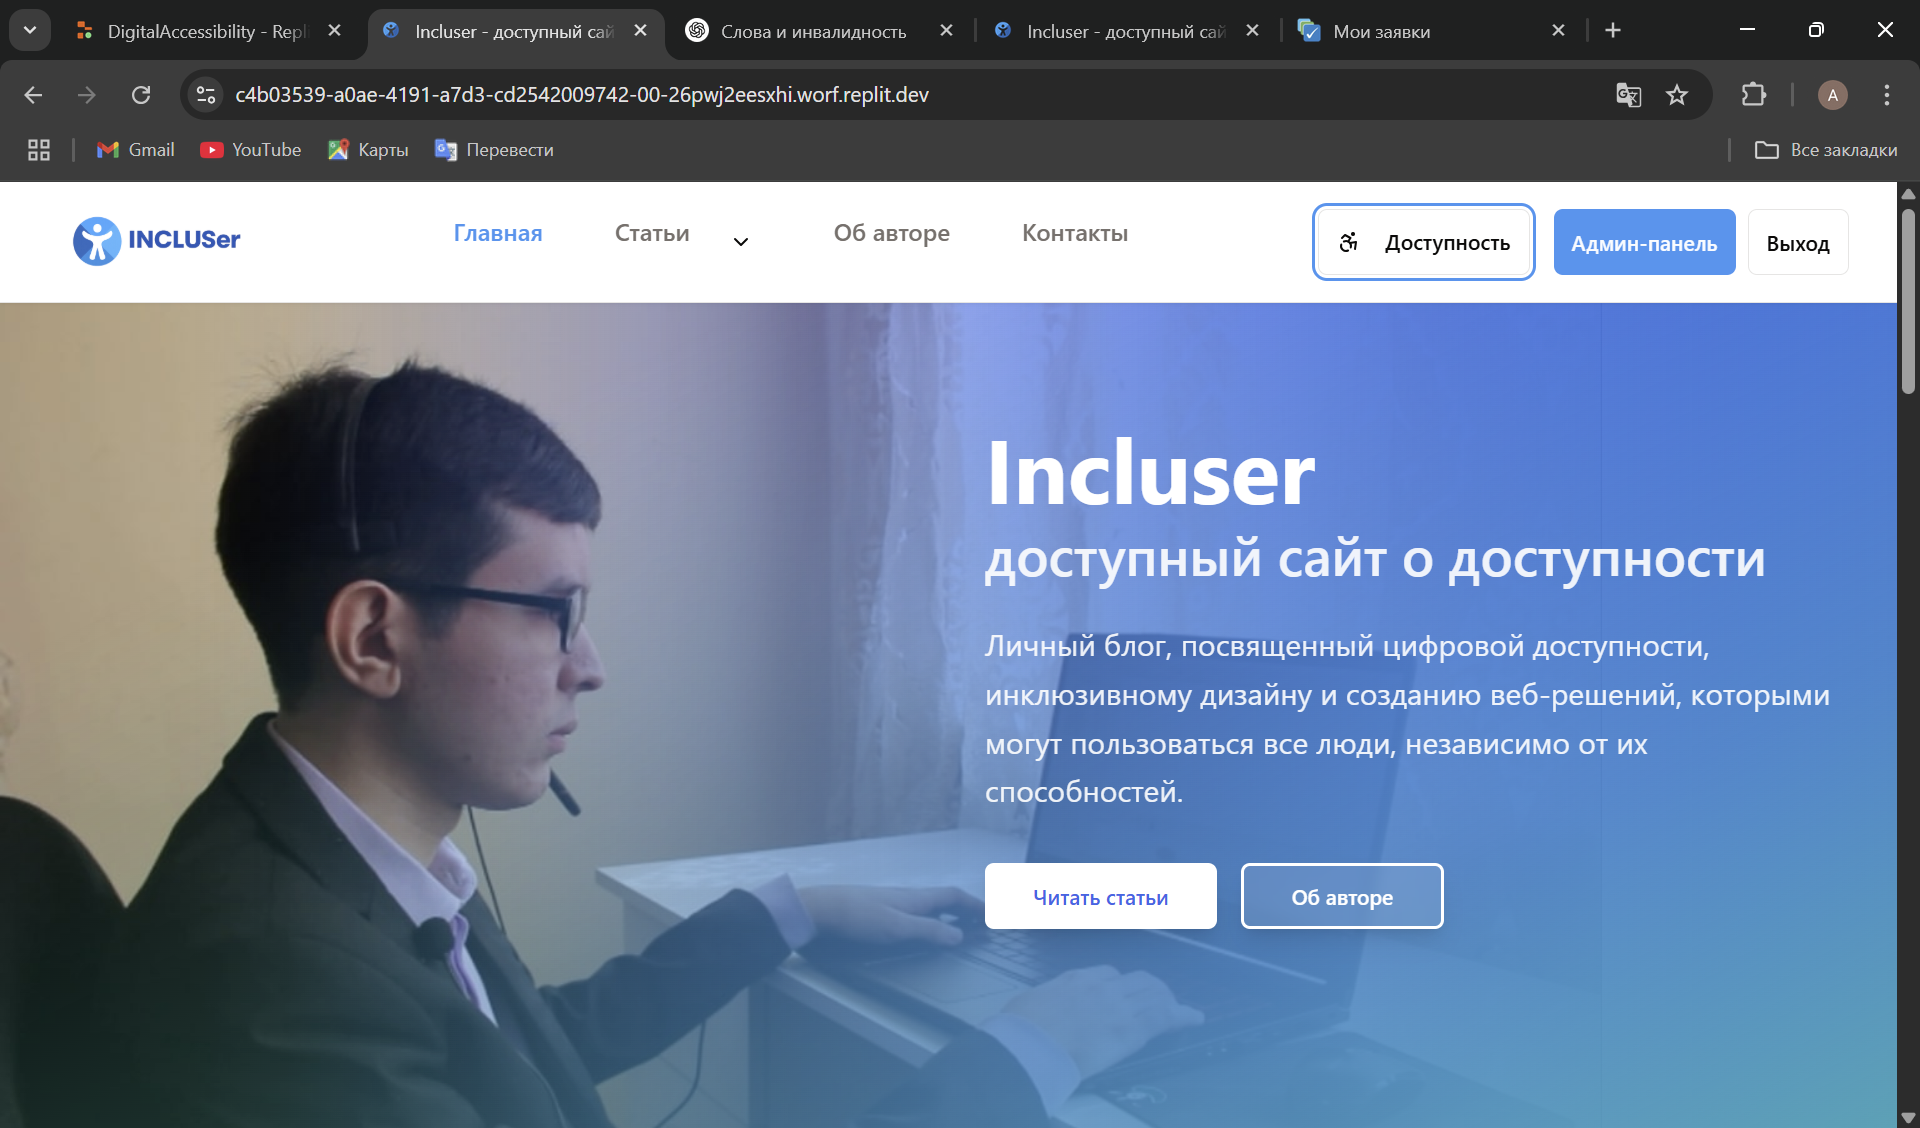 DigitalAccessibility - Repl
Incluser - доступный сай
Слова и инвалидность
Incluser - доступный сай
Мои заявки
c4b03539-a0ae-4191-a7d3-cd2542009742-00-26pwj2eesxhi.worf.replit.dev
A
Gmail
YouTube
Карты
Перевести
Все закладки
INCLUSer
Главная
Статьи
Об авторе
Контакты
Доступность
Админ-панель
Выход
Incluser
доступный сайт о доступности
Личный блог, посвященный цифровой доступности,
инклюзивному дизайну и созданию веб-решений, которыми
могут пользоваться все люди, независимо от их
способностей.
Читать статьи
Об авторе